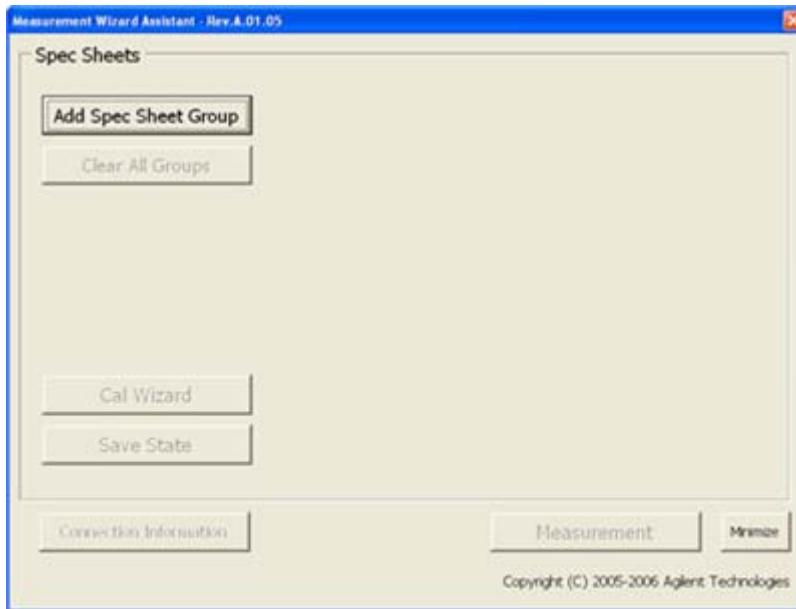 Measurement Wizard Assistant - Rev.A.01.05
Spec Sheets
Add Spec Sheet Group
Clear All Groups
Cal Wizard
Save State
Connection Information
Measurement
Minimize
Copyright (C) 2005-2006 Agilent Technologies